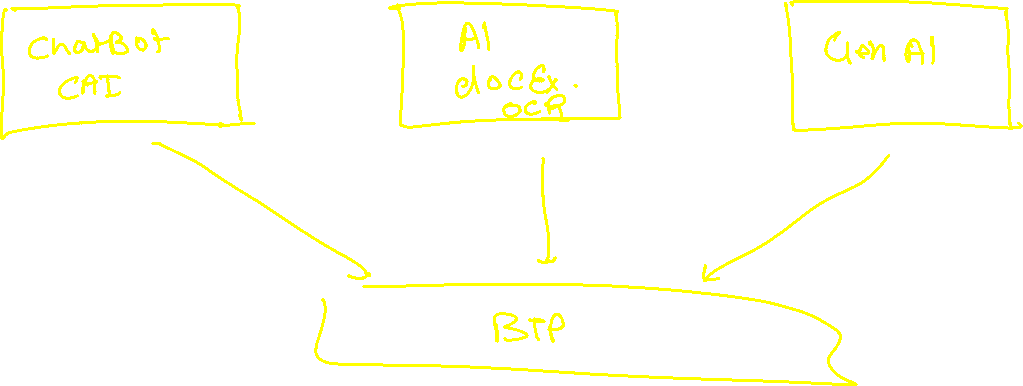 ChatBot
CAI
AI
docEx.
OCR
Gen AI
BTP